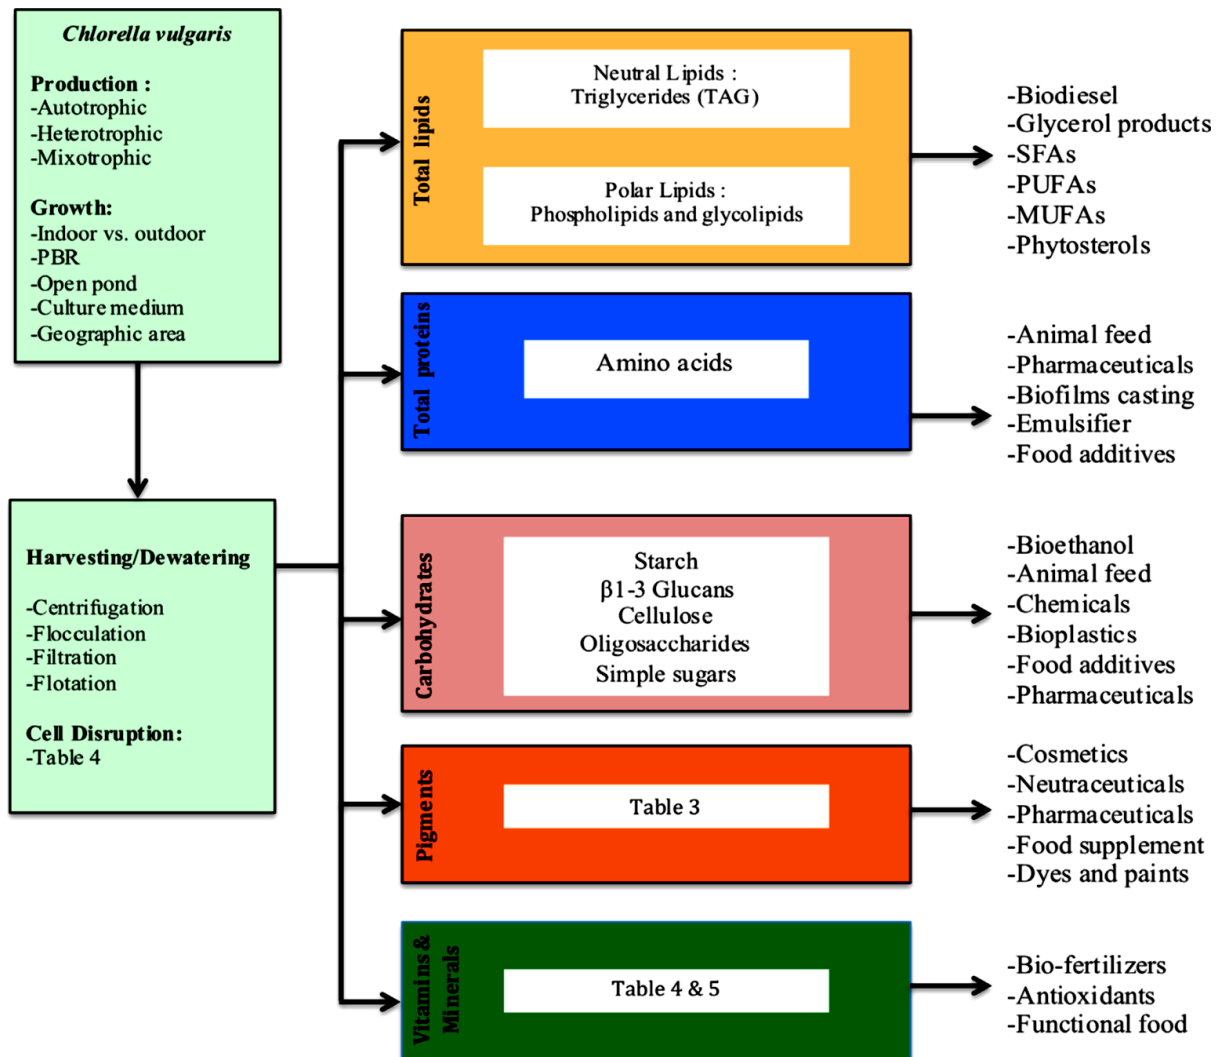 Chlorella vulgaris
Production :
-Autotrophic
-Heterotrophic
-Mixotrophic
Growth:
-Indoor vs. outdoor
-PBR
-Open pond
-Culture medium
-Geographic area
Harvesting/Dewatering
-Centrifugation
-Flocculation
-Filtration
-Flotation
Cell Disruption:
-Table 4
Total lipids
Neutral Lipids :
Triglycerides (TAG)
Polar Lipids :
Phospholipids and glycolipids
-Biodiesel
-Glycerol products
-SFAs
-PUFAs
-MUFAs
-Phytosterols
Total proteins
Amino acids
-Animal feed
-Pharmaceuticals
-Biofilms casting
-Emulsifier
-Food additives
Carbohydrates
Starch
β1-3 Glucans
Cellulose
Oligosaccharides
Simple sugars
-Bioethanol
-Animal feed
-Chemicals
-Bioplastics
-Food additives
-Pharmaceuticals
Pigments
Table 3
-Cosmetics
-Neutraceuticals
-Pharmaceuticals
-Food supplement
-Dyes and paints
Vitamins &
Minerals
Table 4 & 5
-Bio-fertilizers
-Antioxidants
-Functional food